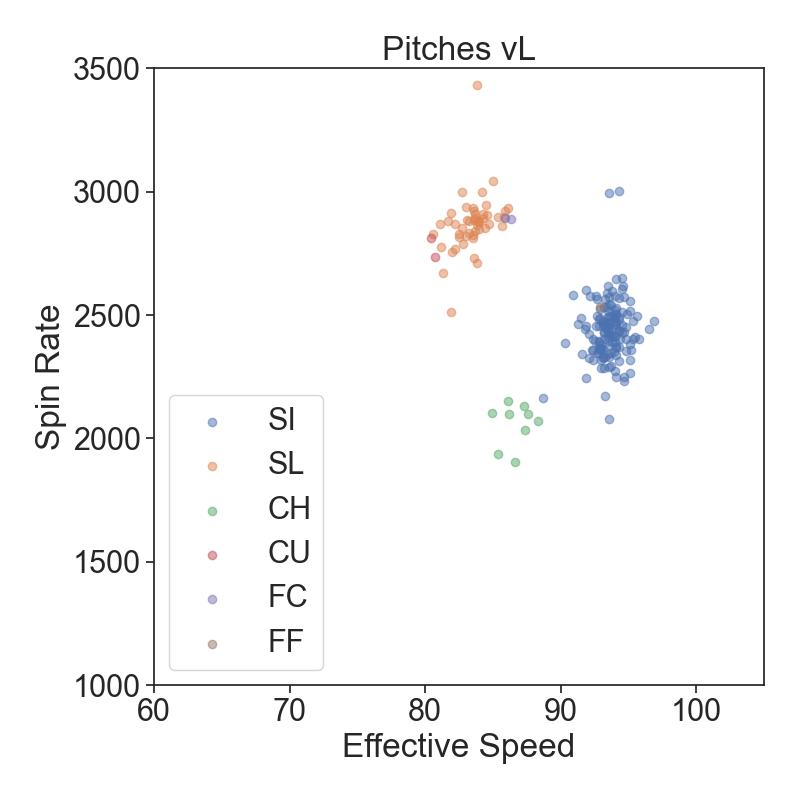 Pitches vL
3500
3000
2500
2000
1500
1000
Spin Rate
SI
SL
CH
CU
FC
FF
60 70 80 90 100
Effective Speed